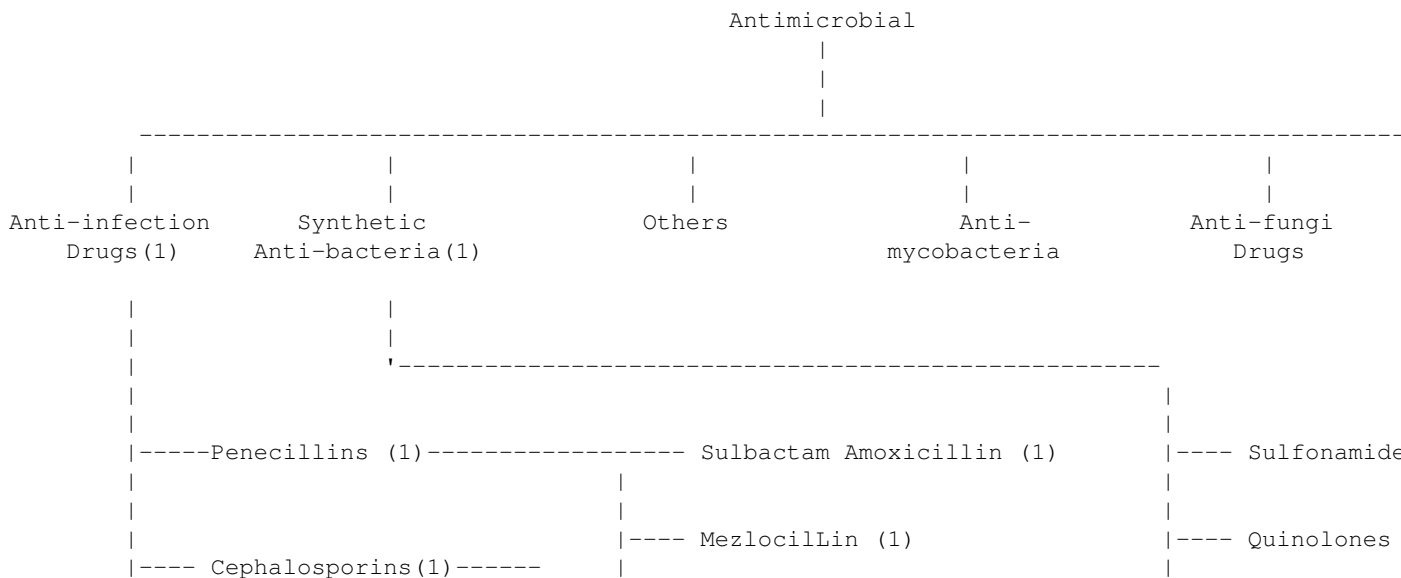 Antimicrobial
Anti-infection Synthetic Others Anti- Anti-fungi
Drugs(1) Anti-bacteria(1) mycobacteria Drugs
Penecillins (1) Sulbactam Amoxicillin (1) Sulfonamide
MezlocilLin (1) Quinolones
Cephalosporins(1)